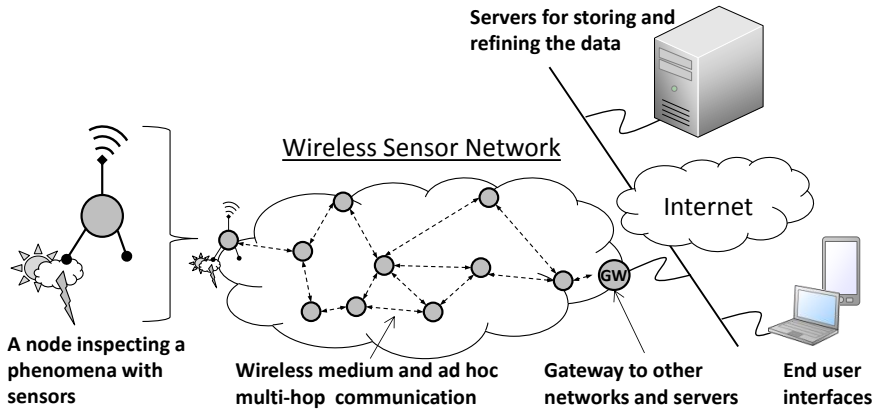 Servers for storing and
refining the data
Wireless Sensor Network
Internet
GW
A node inspecting a
phenomena with
sensors
Wireless medium and ad hoc
multi-hop communication
Gateway to other
networks and servers
End user
interfaces